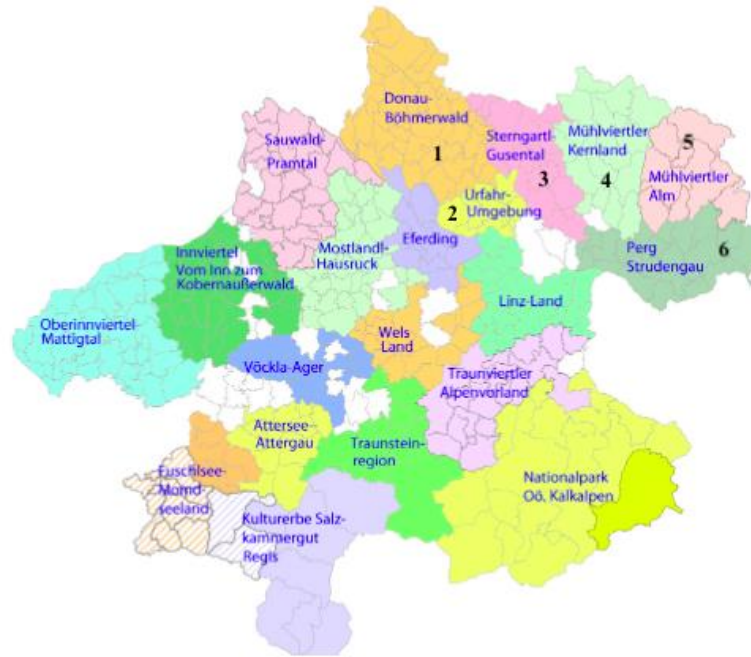 Donau-
Böhmerwald
1
Sterngartl-
Gusental
3
Mühlviertler
Kernland
4
5
Mühlviertler
Alm
Sauwald-
Pramtal
2
Urfahr-
Umgebung
Eferding
Mostlandl-
Hausruck
Innviertel
Vom Inn zum
Kobernaußerwald
Perg
Strudengau
6
Linz-Land
Oberinnviertel-
Mattigtal
Wels
Land
Vöckla-Ager
Traunviertler
Alpenvorland
Attersee-
Attergau
Traunstein-
region
Fuschlsee-
Momd-
seeland
Nationalpark
Oö. Kalkalpen
Kulturerbe Salz-
kammergut
Regis